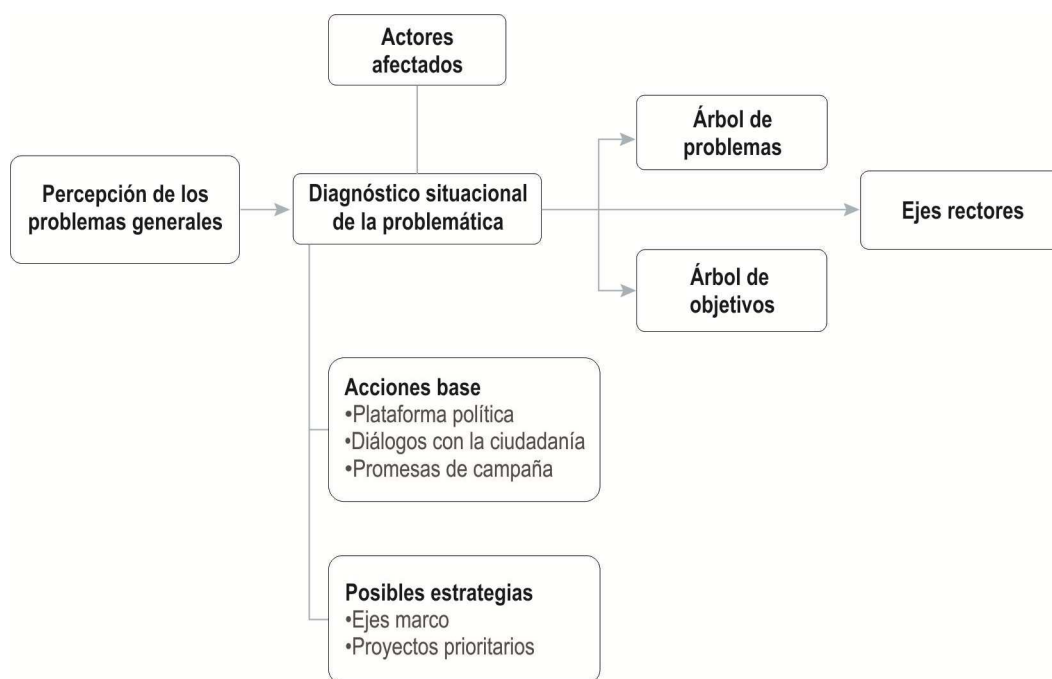 Actores
afectados
Percepción de los
problemas generales
Diagnóstico situacional
de la problemática
Árbol de
problemas
Árbol de
objetivos
Ejes rectores
Acciones base
•Plataforma política
•Diálogos con la ciudadanía
•Promesas de campaña
Posibles estrategias
•Ejes marco
•Proyectos prioritarios